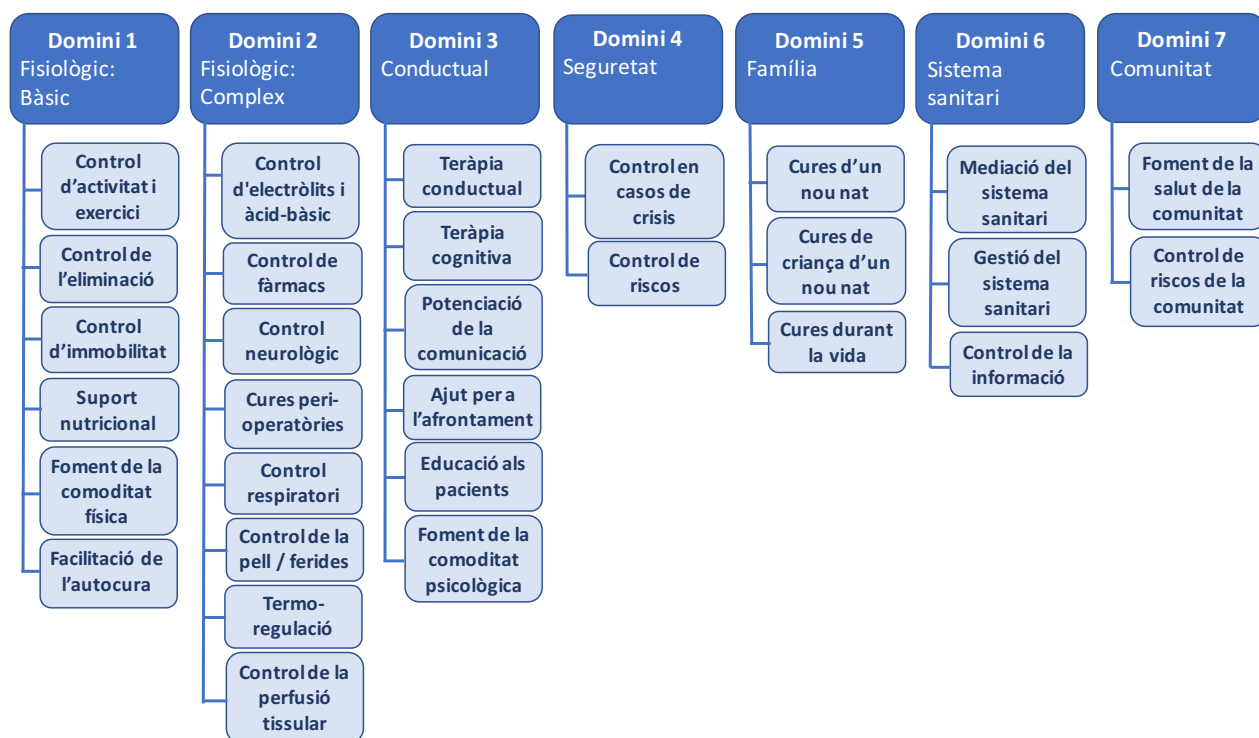 Domini 1
Fisiològic:
Bàsic
Control
d'activitat i
exercici
Control de
l'eliminació
Control
d'immobilitat
Suport
nutricional
Foment de la
comoditat
física
Facilitació de
l'autocura
Domini 2
Fisiològic:
Complex
Control
d'electròlits i
àcid-bàsic
Control de
fàrmacs
Control
neurològic
Cures peri-
operatòries
Control
respiratori
Control de la
pell / ferides
Termo-
regulació
Control de la
perfusió
tissular
Domini 3
Conductual
Teràpia
conductual
Teràpia
cognitiva
Potenciació
de la
comunicació
Ajut per a
l'afrontament
Educació als
pacients
Foment de la
comoditat
psicològica
Domini 4
Seguretat
Control en
casos de
crisis
Control de
riscos
Domini 5
Família
Cures d'un
nou nat
Cures de
criança d'un
nou nat
Cures durant
la vida
Domini 6
Sistema
sanitari
Mediació del
sistema
sanitari
Gestió del
sistema
sanitari
Control de la
informació
Domini 7
Comunitat
Foment de la
salut de la
comunitat
Control de
riscos de la
comunitat